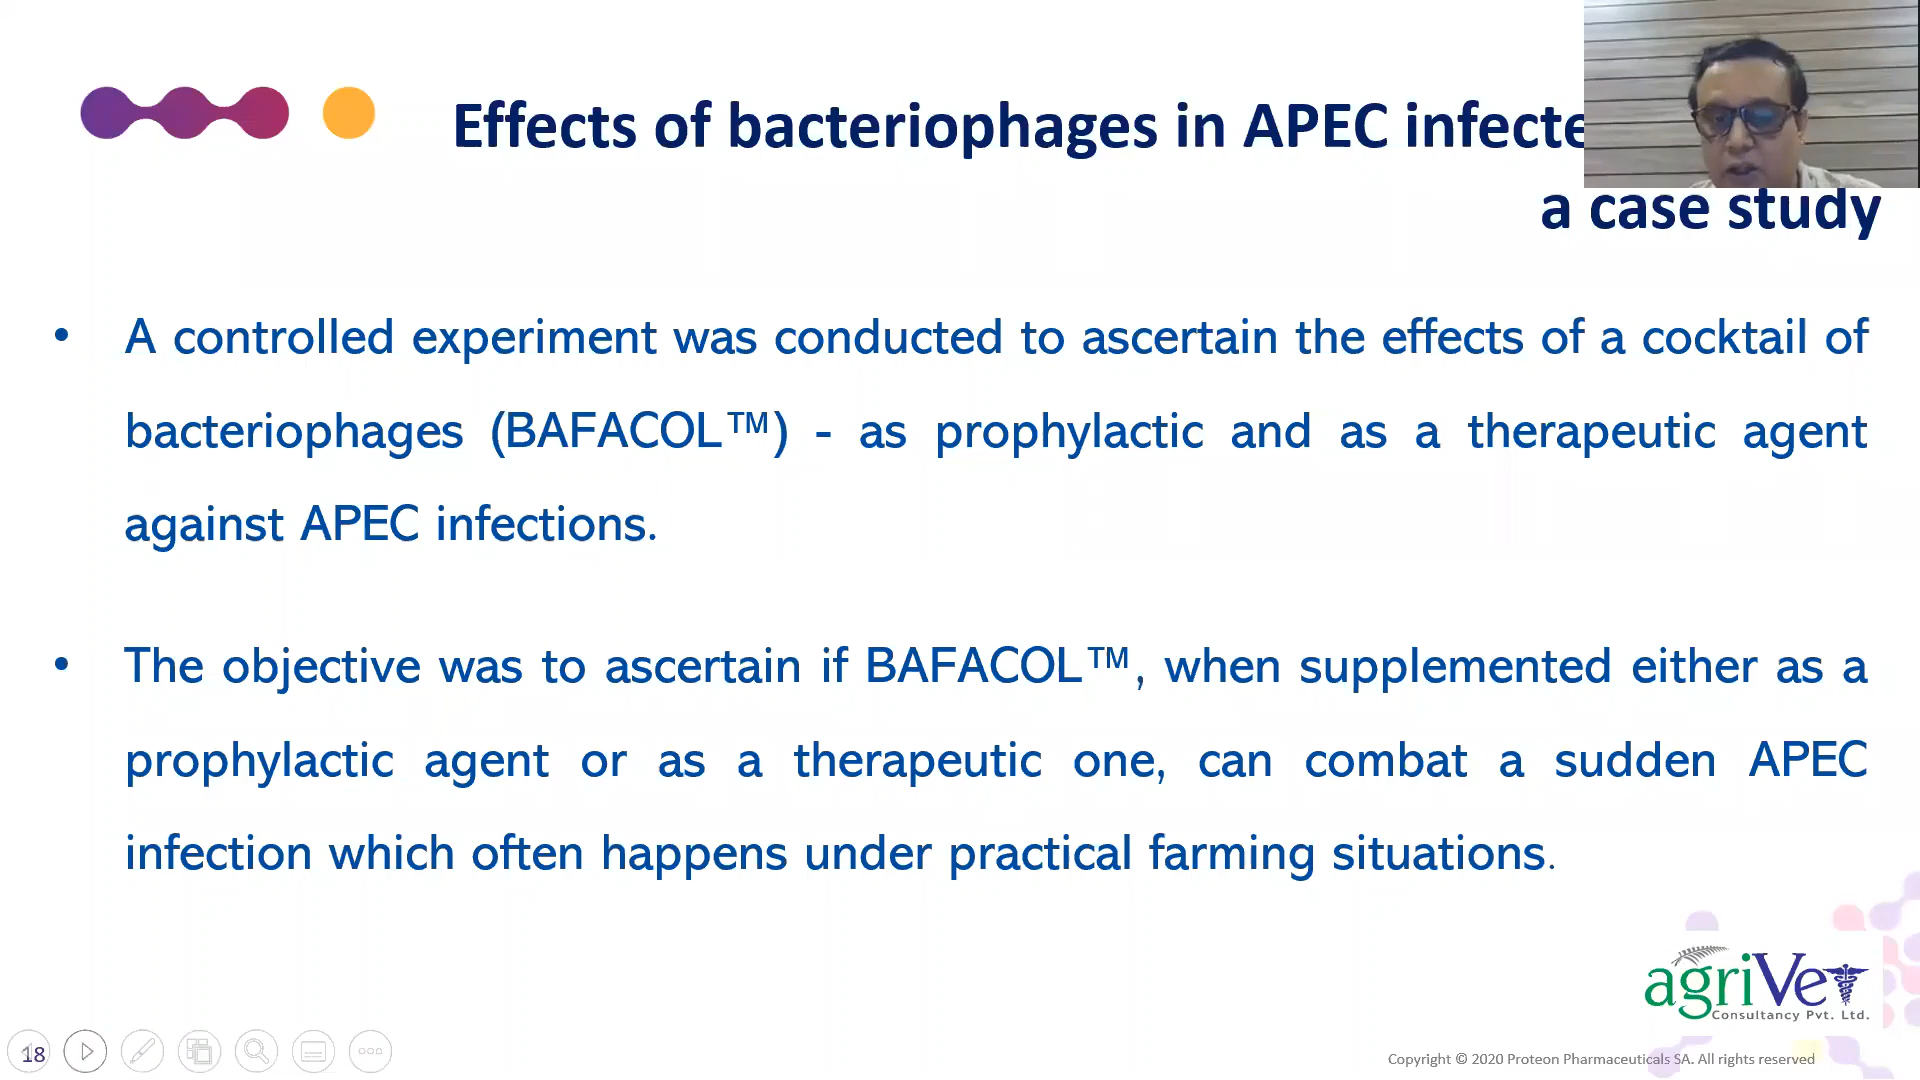 Effects of bacteriophages in APEC
a case study
• A controlled experiment was conducted to ascertain the effects of a cocktail of
bacteriophages (BAFACOL™) - as prophylactic and as a therapeutic agent
against APEC infections.
• The objective was to ascertain if BAFACOL™, when supplemented either as a
prophylactic agent or as a therapeutic one, can combat a sudden APEC
infection which often happens under practical farming situations.
agriVet
Consultancy Pvt. Ltd.
18
Copyright © 2020 Proteon Pharmaceuticals SA. All rights reserved